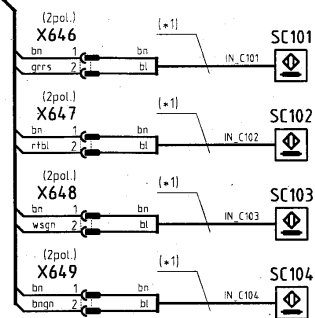 (2pol.) (*1)
X646 SC101
bn 1 bn
IN_C101
grrs 2 bl
(2pol.) (*1)
X647 SC102
bn 1 bn
IN_C102
rtbl 2 bl
(2pol.) (*1)
X648 SC103
bn 1 bn
IN_C103
wsgn 2 bl
(2pol.) (*1)
X649 SC104
bn 1 bn
IN_C104
bngn 2 bl